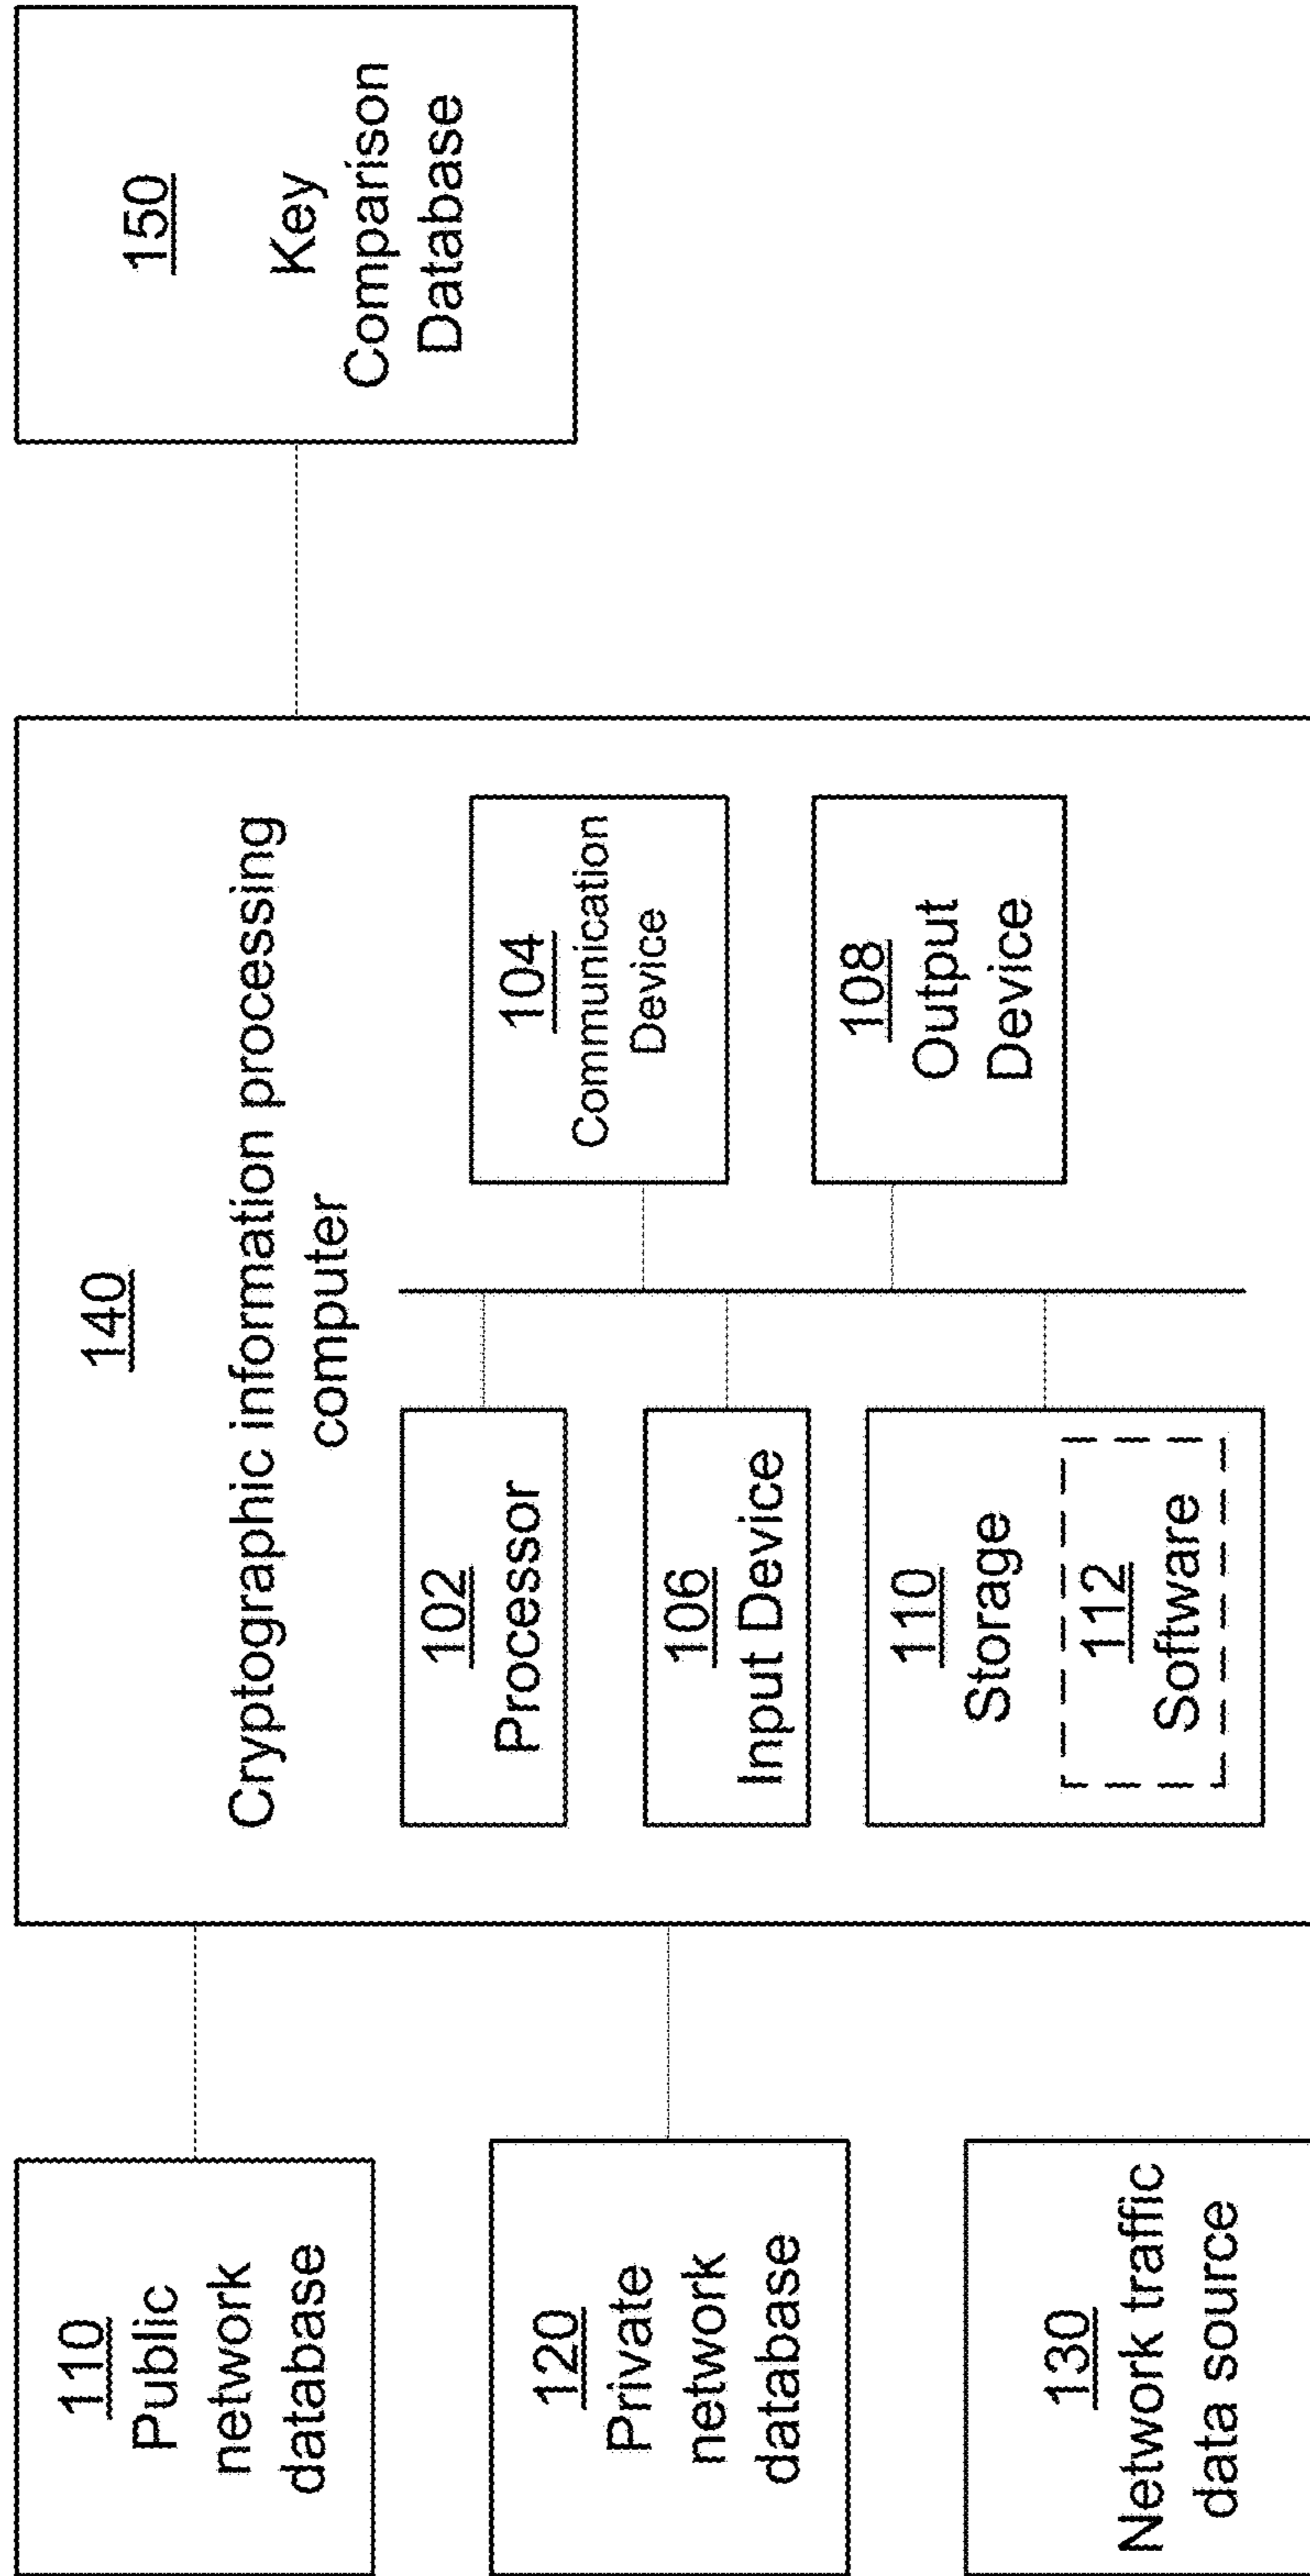 110
Public
network
database
120
Private
network
database
130
Network traffic
data source
140
Cryptographic information processing
computer
102
Processor
106
Input Device
110
Storage
112
Software
104
Communication
Device
108
Output
Device
150
Key
Comparison
Database